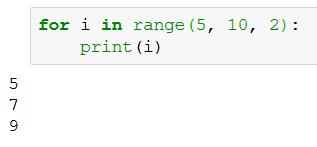 for i in range(5, 10, 2):
    print(i)
5
7
9